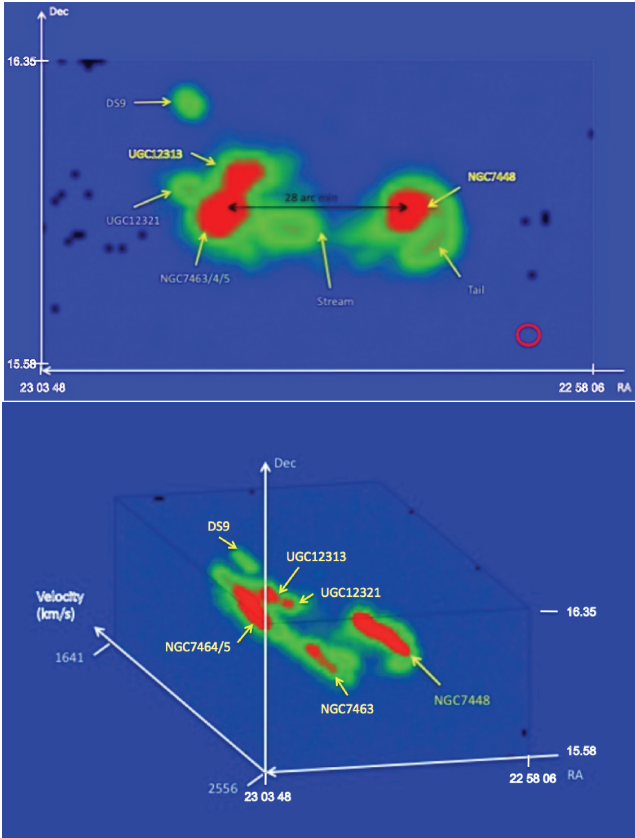 Dec
16.35
DS9
UGC12313
28 arc min
NGC7448
UGC12321
NGC7463/4/5
Stream
Tail
15.58
23 03 48
22 58 06
RA
Dec
DS9
UGC12313
UGC12321
Velocity
(km/s)
16.35
NGC7464/5
1641
NGC7448
NGC7463
15.58
2556
23 03 48
22 58 06
RA